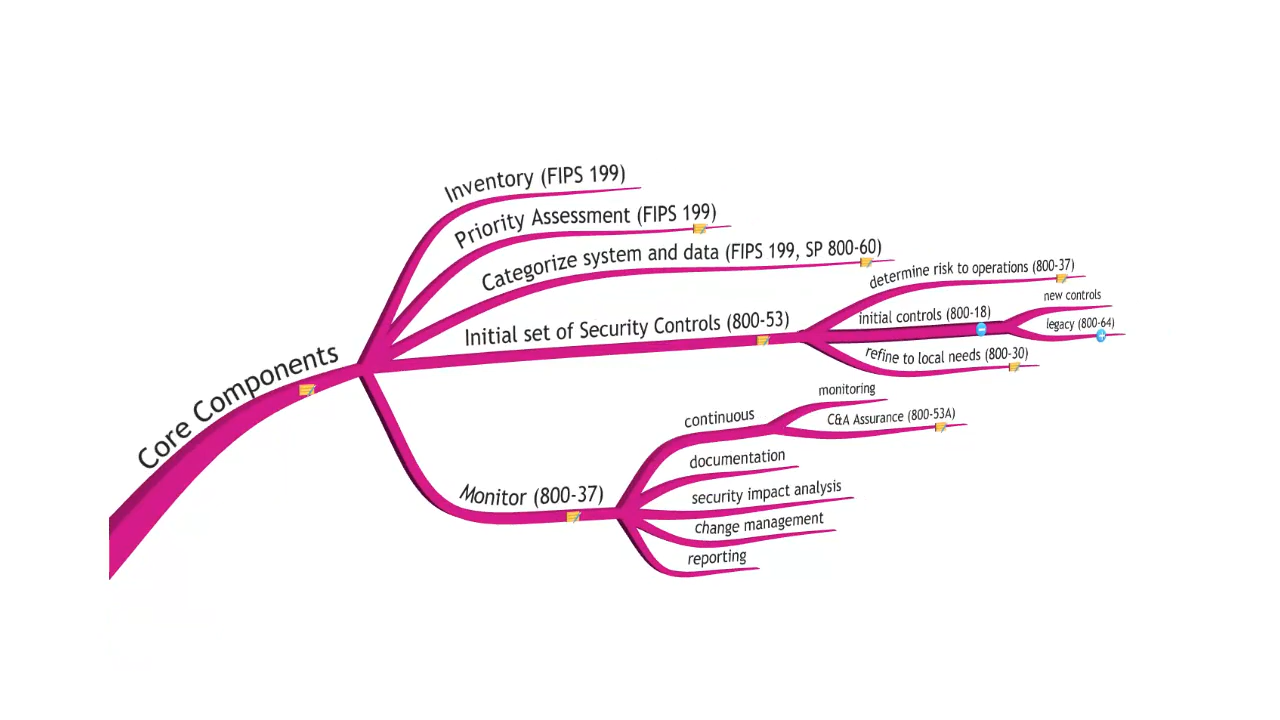 Core Components
Inventory (FIPS 199)
Priority Assessment (FIPS 199)
Categorize system and data (FIPS 199, SP 800-60)
Initial set of Security Controls (800-53)
determine risk to operations (800-37)
initial controls (800-18)
new controls
legacy (800-64)
refine to local needs (800-30)
Monitor (800-37)
continuous
monitoring
C&A Assurance (800-53A)
documentation
security impact analysis
change management
reporting